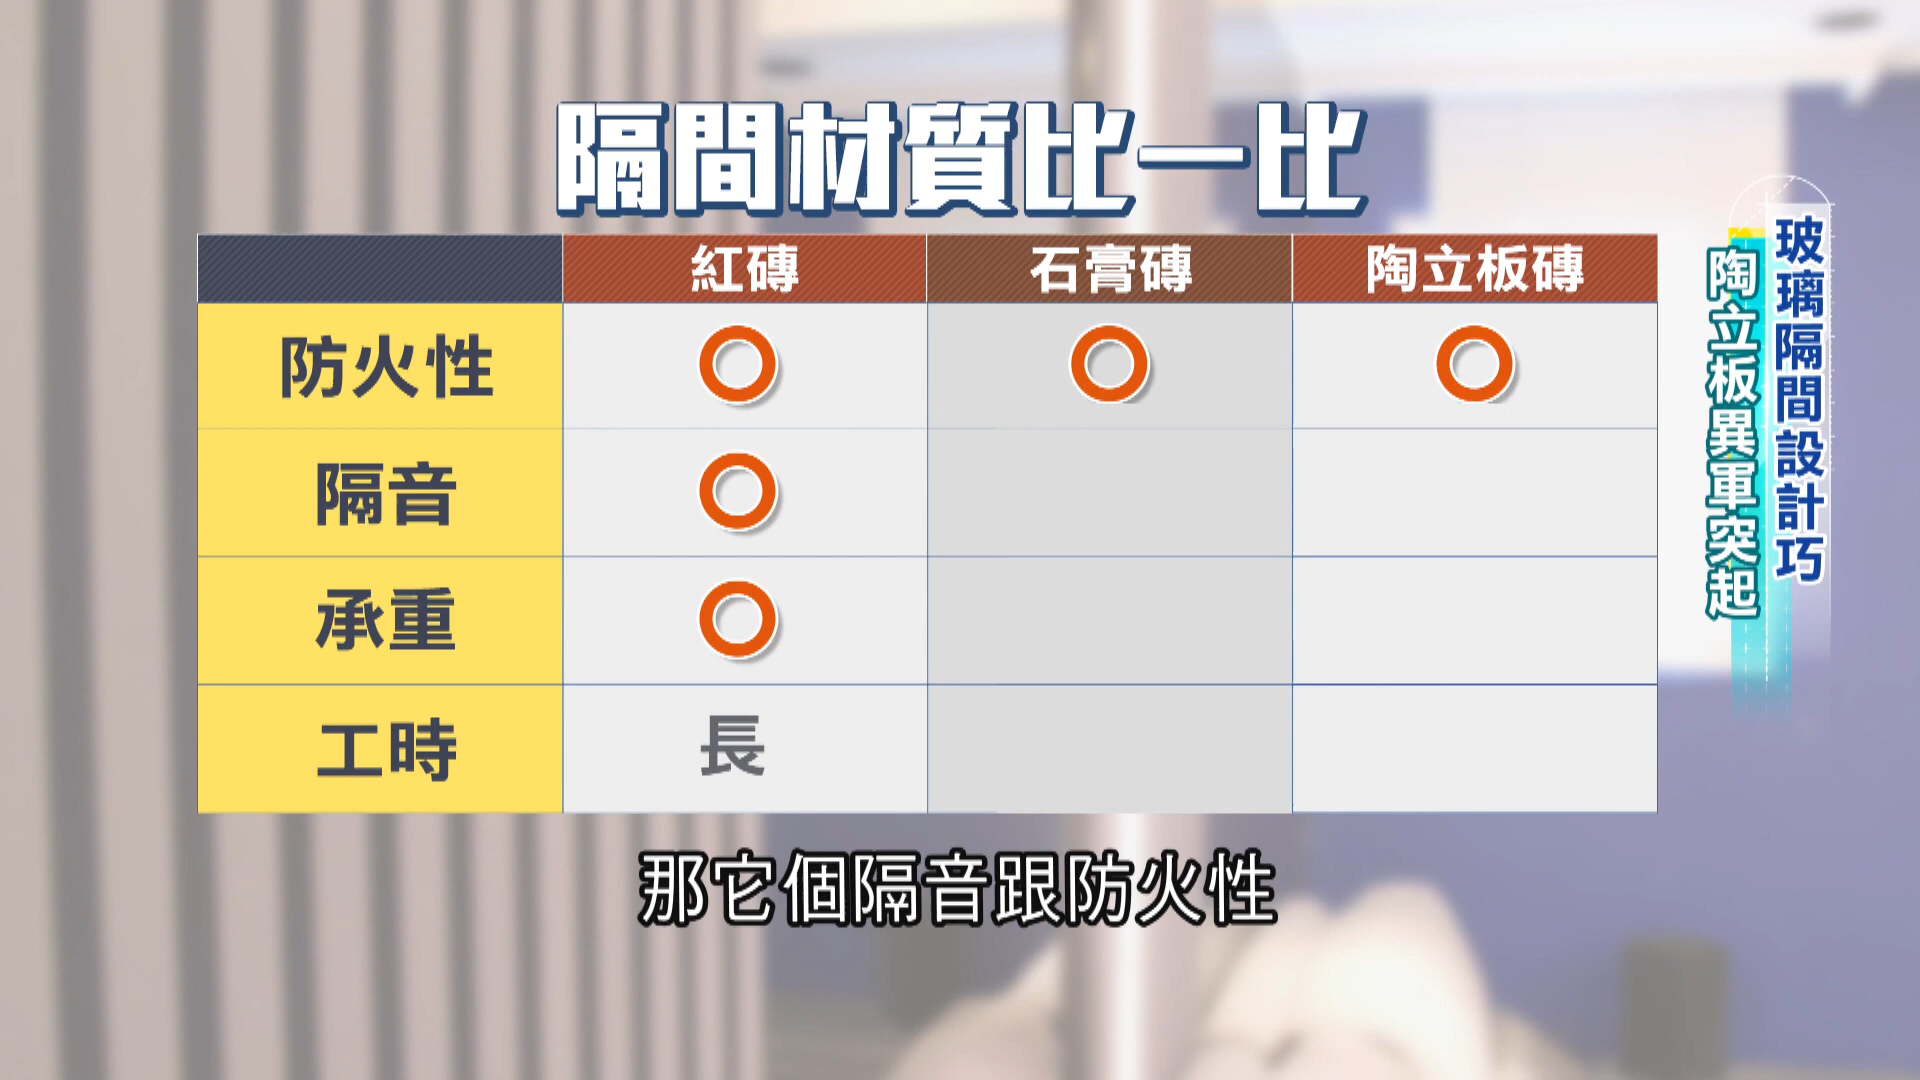 隔間材質比一比
紅磚 石膏磚 陶立板磚
防火性
隔音
承重
工時 長
玻璃隔間設計巧
陶立板異軍突起
那它個隔音跟防火性